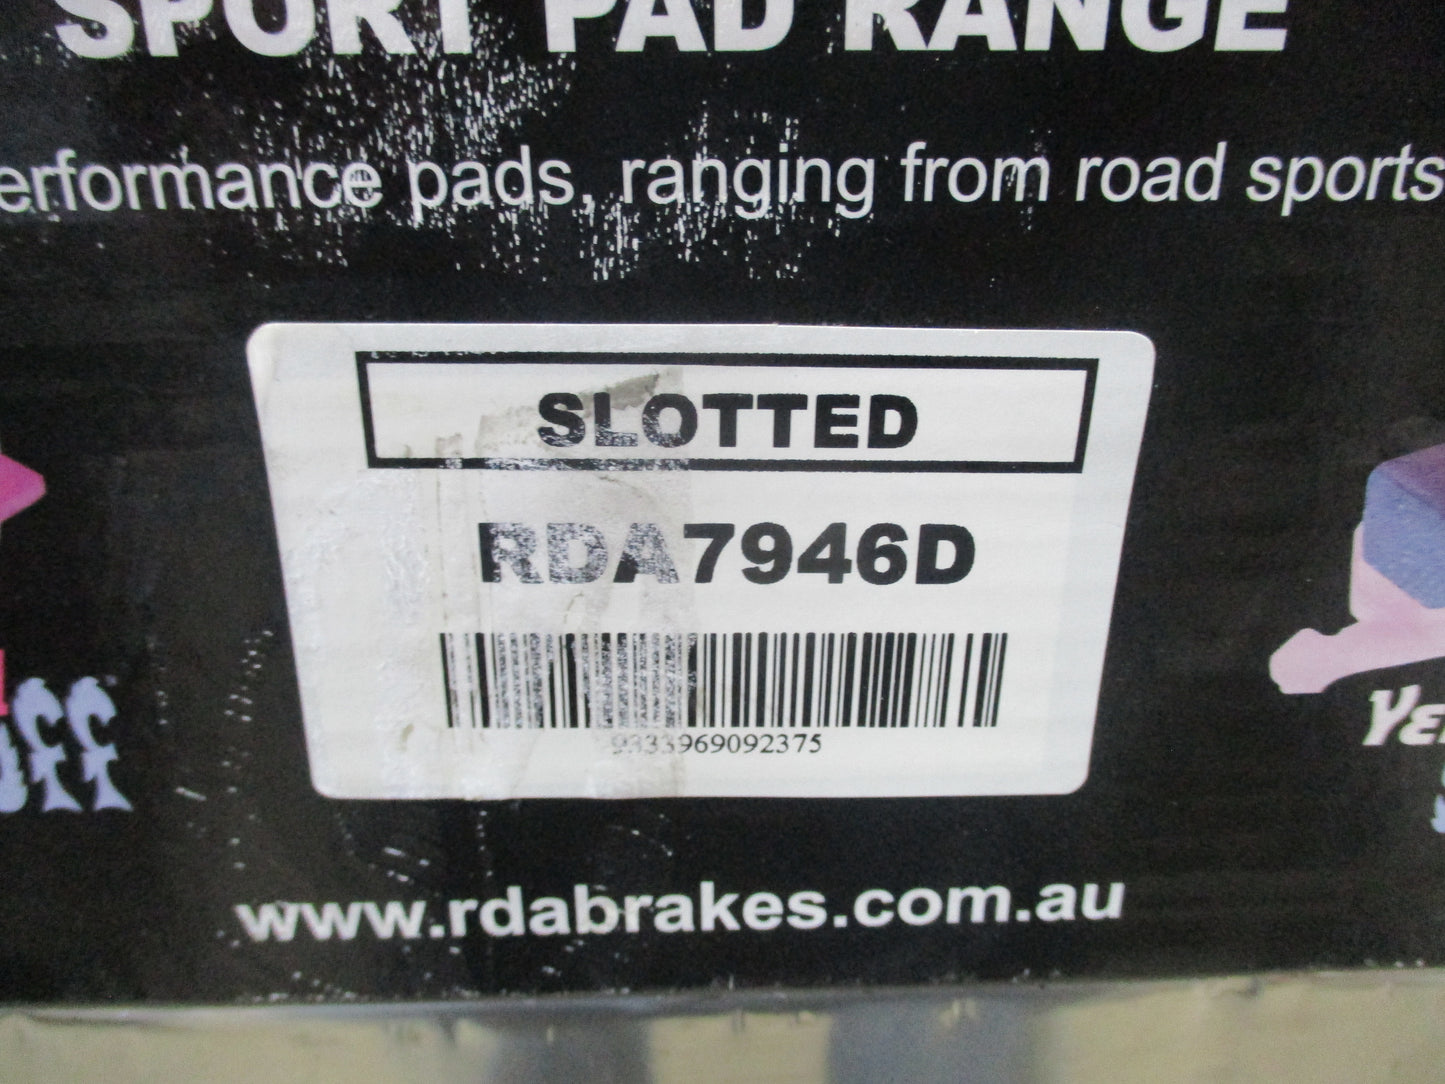 SPORT PAD RANGE
erformance pads, ranging from road sports
SLOTTED
RDA7946D
9333969092375
www.rdabrakes.com.au